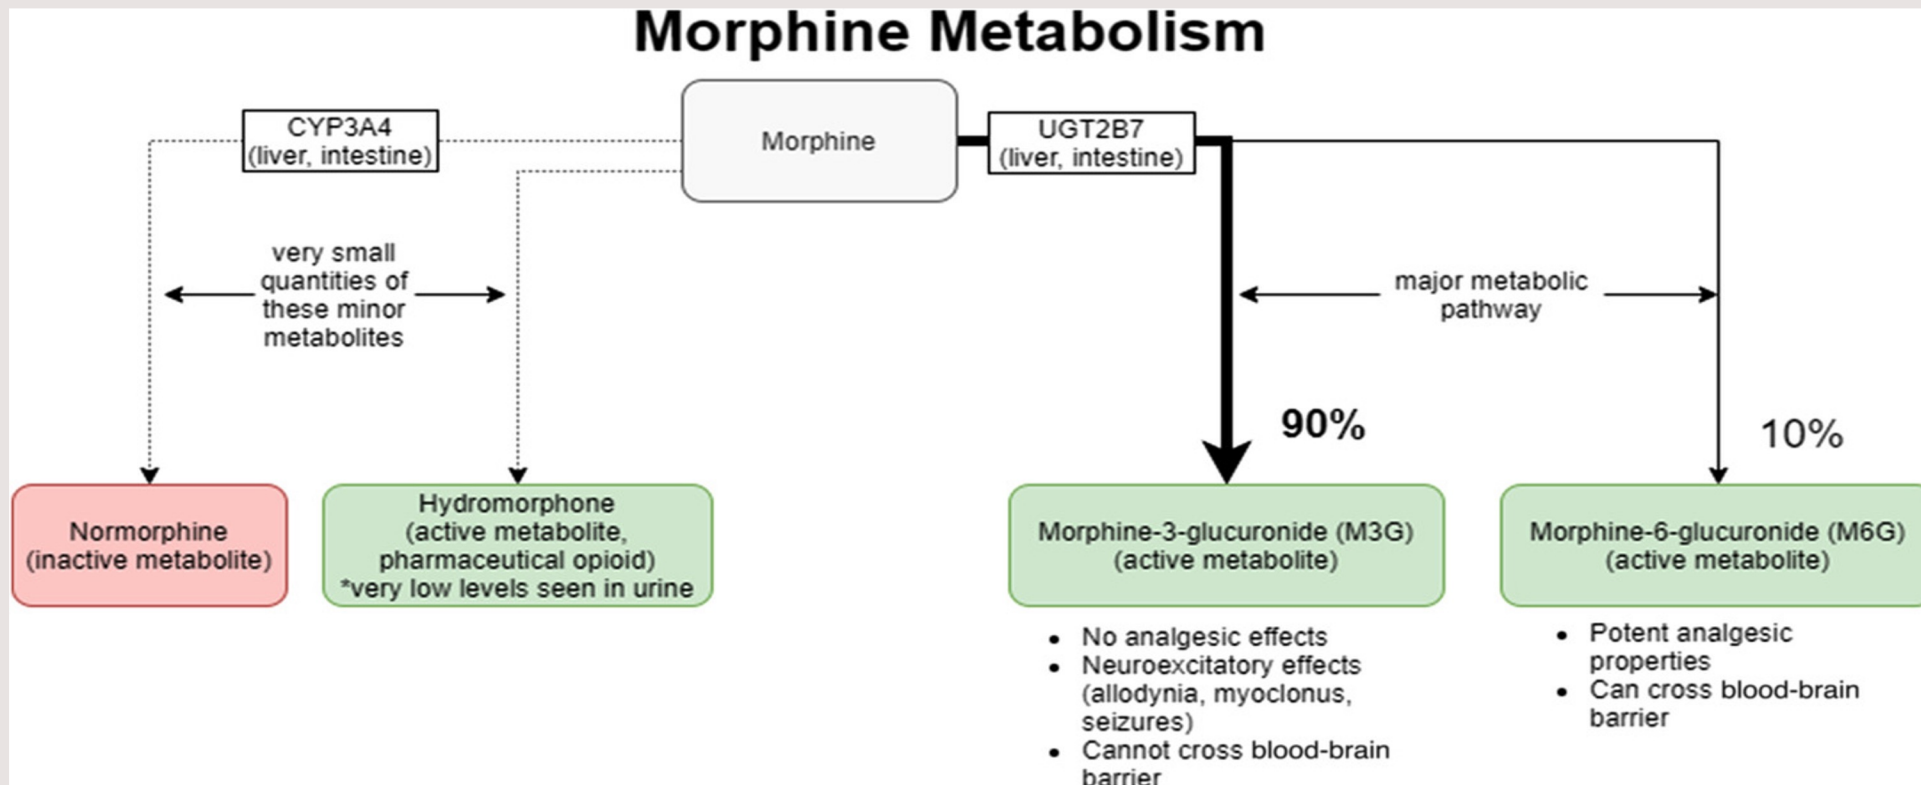 Morphine Metabolism
CYP3A4
(liver, intestine)
Morphine
UGT2B7
(liver, intestine)
very small
quantities of
these minor
metabolites
major metabolic
pathway
90%
10%
Normorphine
(inactive metabolite)
Hydromorphone
(active metabolite,
pharmaceutical opioid)
*very low levels seen in urine
Morphine-3-glucuronide (M3G)
(active metabolite)
Morphine-6-glucuronide (M6G)
(active metabolite)
• No analgesic effects
• Neuroexcitatory effects
(allodynia, myoclonus,
seizures)
• Cannot cross blood-brain
barrier
• Potent analgesic
properties
• Can cross blood-brain
barrier